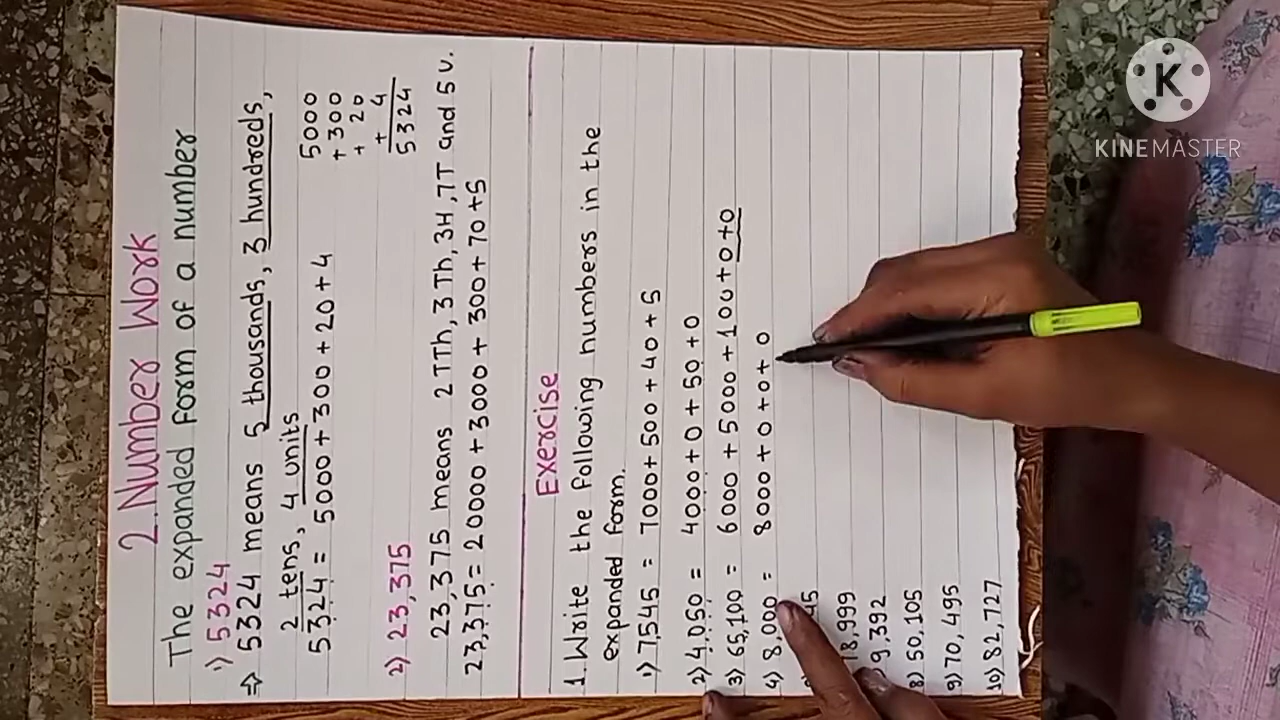 2. Number Work
The expanded form of a number
1) 5324
⇒ 5324 means 5 thousands, 3 hundreds,
2 tens, 4 units
5324 = 5000 + 300 + 20 + 4
5000
+ 300
+ 20
+ 4
5324
2) 23,375
23,375 means 2 TTh, 3 Th, 3H, 7T and 5 U.
23,375 = 20000 + 3000 + 300 + 70 + 5
Exercise
1. Write the following numbers in the
expanded form.
1) 7,545 = 7000 + 500 + 40 + 5
2) 4,050 = 4000 + 0 + 50 + 0
3) 65,100 = 6000 + 5000 + 100 + 0 + 0
4) 8,000 = 8000 + 0 + 0 + 0
45
18,999
9,392
8) 50,105
9) 70,495
10) 82,727
K
KINEMASTER